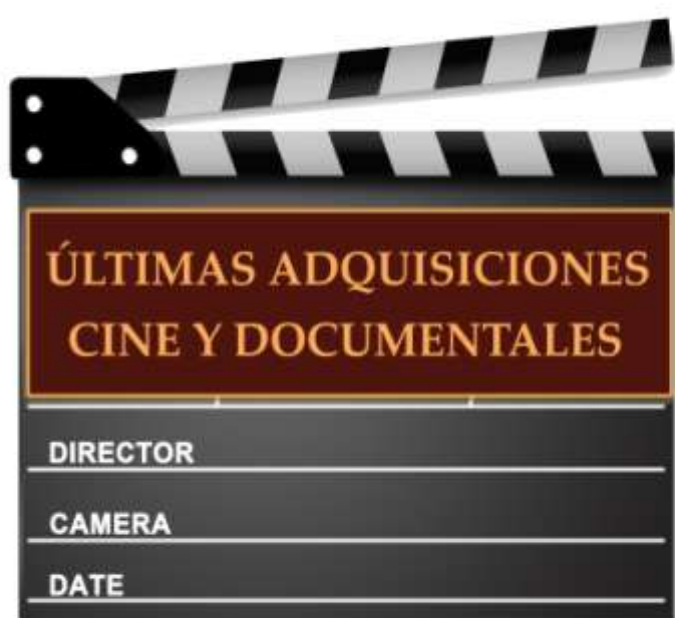 ÚLTIMAS ADQUISICIONES
CINE Y DOCUMENTALES
DIRECTOR
CAMERA
DATE